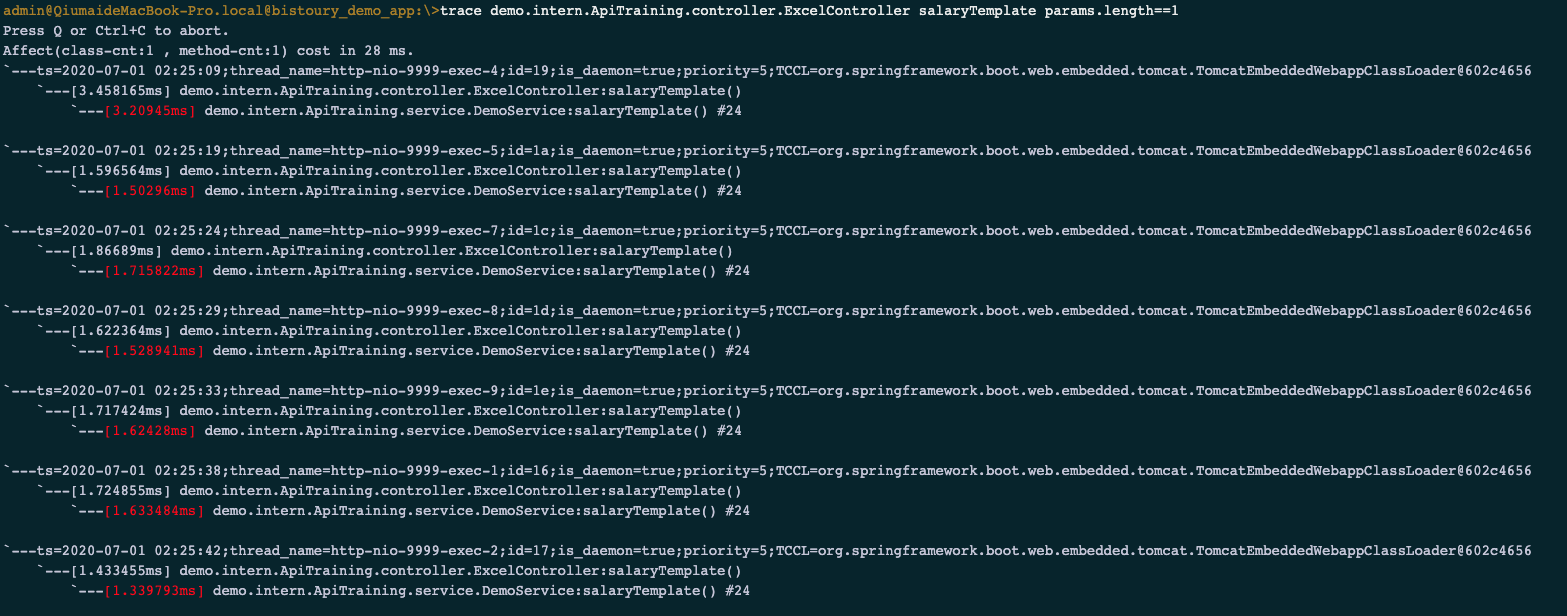 admin@QiumaideMacBook-Pro.local@bistoury_demo_app:\>trace demo.intern.ApiTraining.controller.ExcelController salaryTemplate params.length==1
Press Q or Ctrl+C to abort.
Affect(class-cnt:1 , method-cnt:1) cost in 28 ms.
`---ts=2020-07-01 02:25:09;thread_name=http-nio-9999-exec-4;id=19;is_daemon=true;priority=5;TCCL=org.springframework.boot.web.embedded.tomcat.TomcatEmbeddedWebappClassLoader@602c4656
    `---[3.458165ms] demo.intern.ApiTraining.controller.ExcelController:salaryTemplate()
        `---[3.20945ms] demo.intern.ApiTraining.service.DemoService:salaryTemplate() #24

`---ts=2020-07-01 02:25:19;thread_name=http-nio-9999-exec-5;id=1a;is_daemon=true;priority=5;TCCL=org.springframework.boot.web.embedded.tomcat.TomcatEmbeddedWebappClassLoader@602c4656
    `---[1.596564ms] demo.intern.ApiTraining.controller.ExcelController:salaryTemplate()
        `---[1.50296ms] demo.intern.ApiTraining.service.DemoService:salaryTemplate() #24

`---ts=2020-07-01 02:25:24;thread_name=http-nio-9999-exec-7;id=1c;is_daemon=true;priority=5;TCCL=org.springframework.boot.web.embedded.tomcat.TomcatEmbeddedWebappClassLoader@602c4656
    `---[1.86689ms] demo.intern.ApiTraining.controller.ExcelController:salaryTemplate()
        `---[1.715822ms] demo.intern.ApiTraining.service.DemoService:salaryTemplate() #24

`---ts=2020-07-01 02:25:29;thread_name=http-nio-9999-exec-8;id=1d;is_daemon=true;priority=5;TCCL=org.springframework.boot.web.embedded.tomcat.TomcatEmbeddedWebappClassLoader@602c4656
    `---[1.622364ms] demo.intern.ApiTraining.controller.ExcelController:salaryTemplate()
        `---[1.528941ms] demo.intern.ApiTraining.service.DemoService:salaryTemplate() #24

`---ts=2020-07-01 02:25:33;thread_name=http-nio-9999-exec-9;id=1e;is_daemon=true;priority=5;TCCL=org.springframework.boot.web.embedded.tomcat.TomcatEmbeddedWebappClassLoader@602c4656
    `---[1.717424ms] demo.intern.ApiTraining.controller.ExcelController:salaryTemplate()
        `---[1.62428ms] demo.intern.ApiTraining.service.DemoService:salaryTemplate() #24

`---ts=2020-07-01 02:25:38;thread_name=http-nio-9999-exec-1;id=16;is_daemon=true;priority=5;TCCL=org.springframework.boot.web.embedded.tomcat.TomcatEmbeddedWebappClassLoader@602c4656
    `---[1.724855ms] demo.intern.ApiTraining.controller.ExcelController:salaryTemplate()
        `---[1.633484ms] demo.intern.ApiTraining.service.DemoService:salaryTemplate() #24

`---ts=2020-07-01 02:25:42;thread_name=http-nio-9999-exec-2;id=17;is_daemon=true;priority=5;TCCL=org.springframework.boot.web.embedded.tomcat.TomcatEmbeddedWebappClassLoader@602c4656
    `---[1.433455ms] demo.intern.ApiTraining.controller.ExcelController:salaryTemplate()
        `---[1.339793ms] demo.intern.ApiTraining.service.DemoService:salaryTemplate() #24